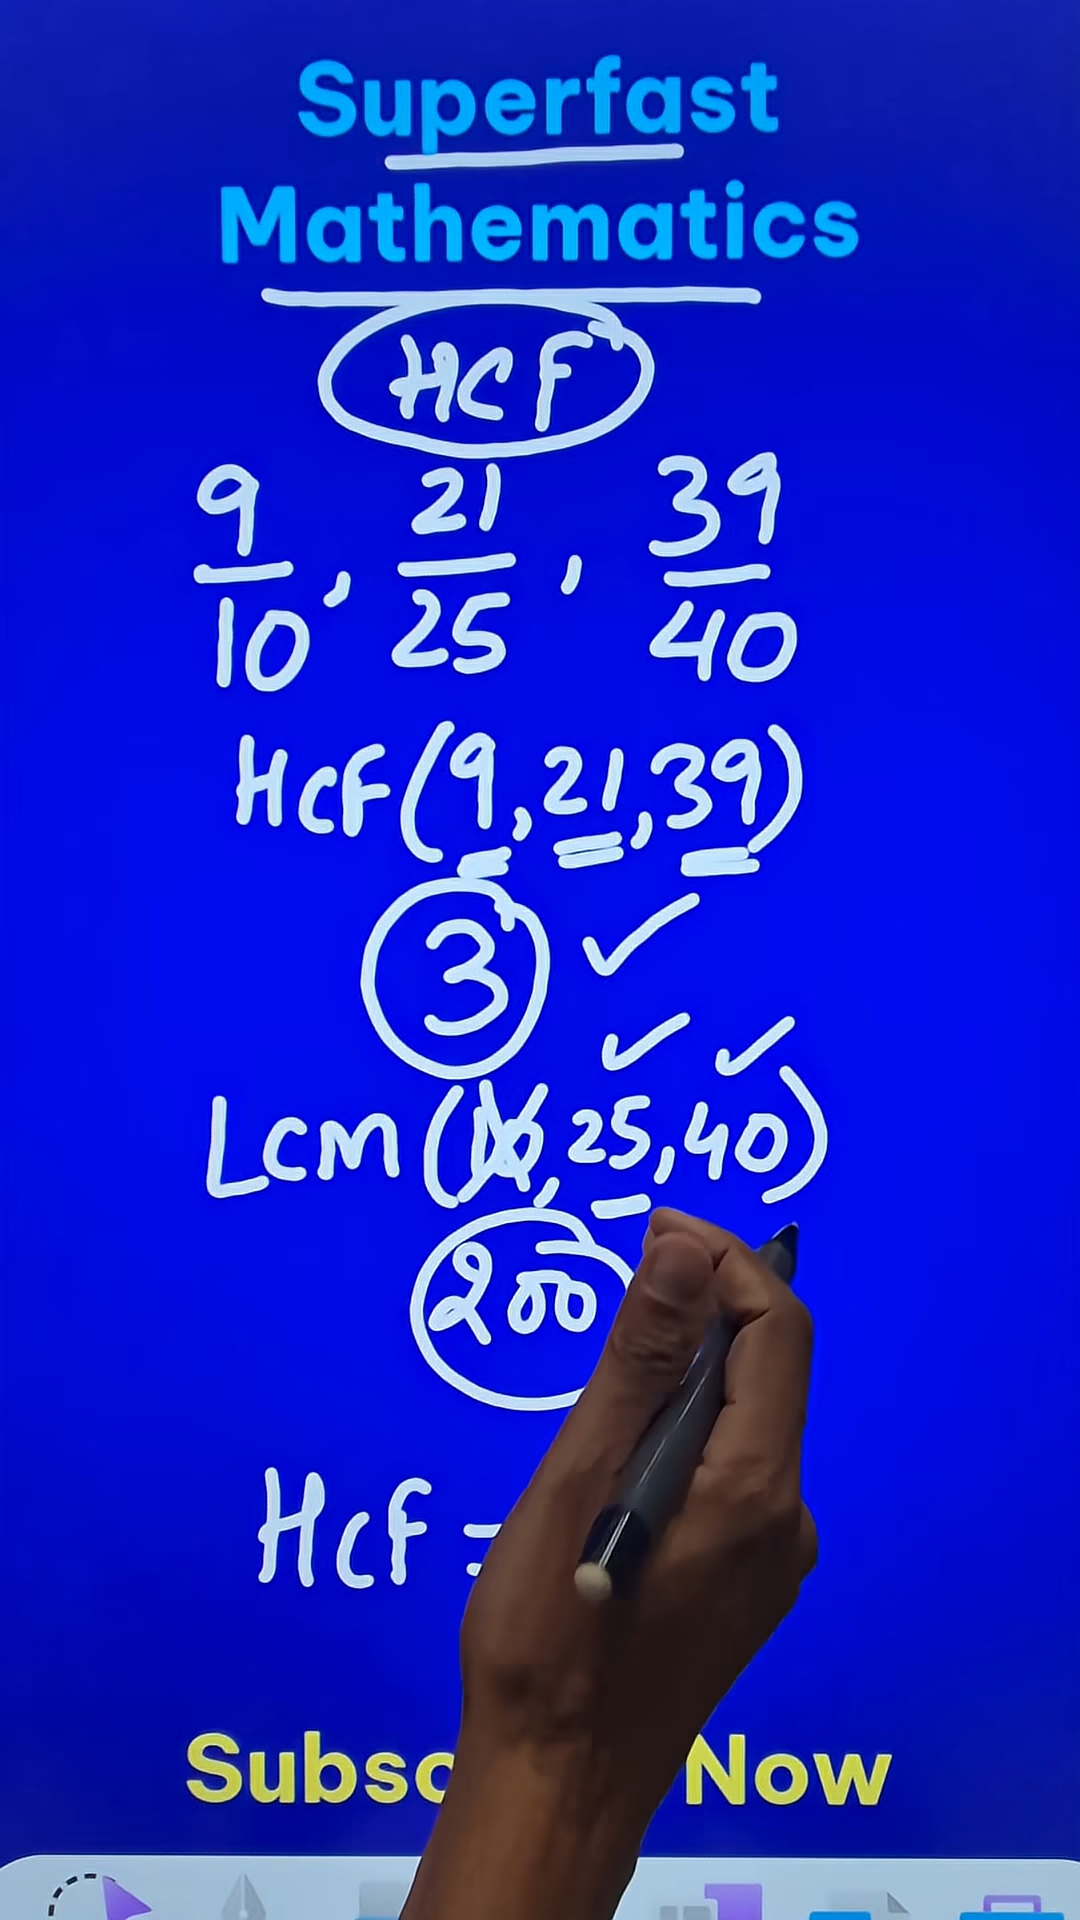 Superfast
Mathematics
HCF
9/10, 21/25, 39/40
HCF(9,21,39)
3 ✓
✓ ✓
LCM(10,25,40)
200
HCF =
Now